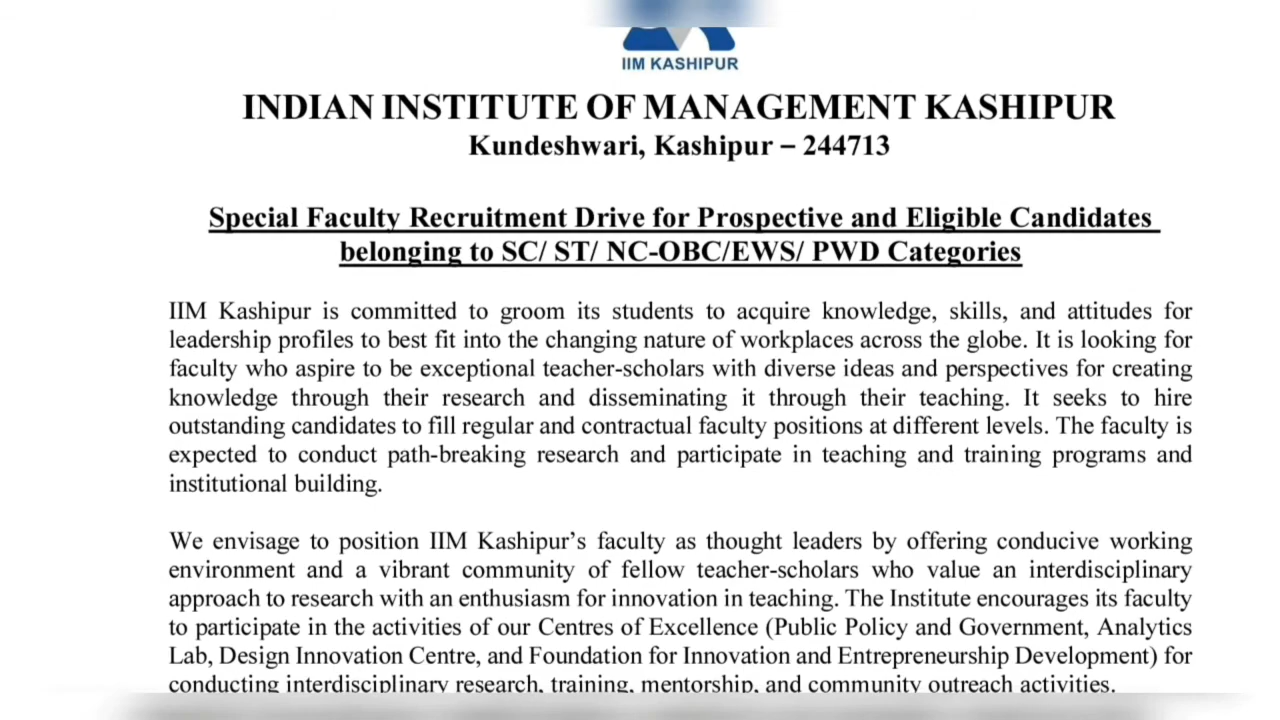 IIM KASHIPUR
INDIAN INSTITUTE OF MANAGEMENT KASHIPUR
Kundeshwari, Kashipur – 244713
Special Faculty Recruitment Drive for Prospective and Eligible Candidates
belonging to SC/ ST/ NC-OBC/EWS/ PWD Categories
IIM Kashipur is committed to groom its students to acquire knowledge, skills, and attitudes for
leadership profiles to best fit into the changing nature of workplaces across the globe. It is looking for
faculty who aspire to be exceptional teacher-scholars with diverse ideas and perspectives for creating
knowledge through their research and disseminating it through their teaching. It seeks to hire
outstanding candidates to fill regular and contractual faculty positions at different levels. The faculty is
expected to conduct path-breaking research and participate in teaching and training programs and
institutional building.
We envisage to position IIM Kashipur’s faculty as thought leaders by offering conducive working
environment and a vibrant community of fellow teacher-scholars who value an interdisciplinary
approach to research with an enthusiasm for innovation in teaching. The Institute encourages its faculty
to participate in the activities of our Centres of Excellence (Public Policy and Government, Analytics
Lab, Design Innovation Centre, and Foundation for Innovation and Entrepreneurship Development) for
conducting interdisciplinary research, training, mentorship, and community outreach activities.